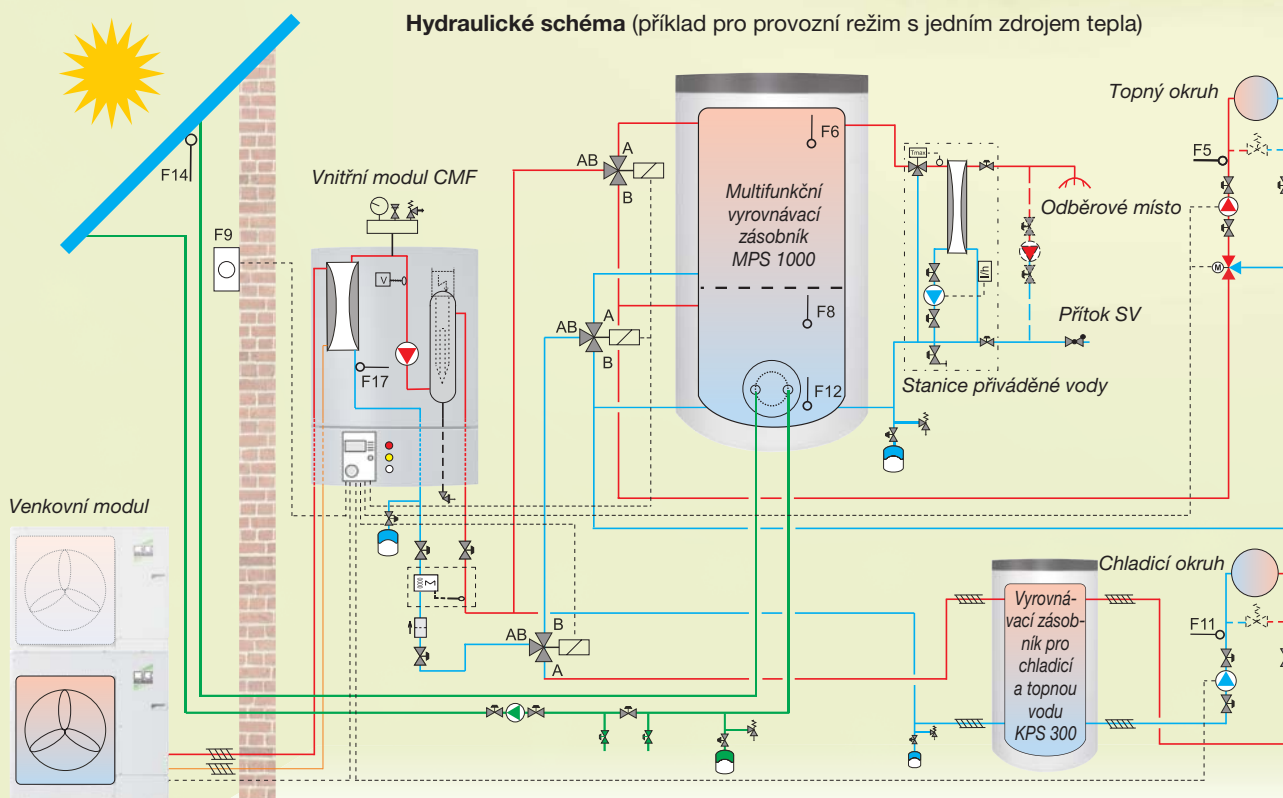 Hydraulické schéma (příklad pro provozní režim s jedním zdrojem tepla)
Topný okruh
F14
Vnitřní modul CMF
AB
A
B
F6
Tmax
F5
Multifunkční
vyrovnávací
zásobník
MPS 1000
Odběrové místo
F9
V
l/h
M
Přítok SV
AB
A
B
F8
F17
F12
Stanice přiváděné vody
Venkovní modul
Chladicí okruh
Vyrovná-
vací zásob-
ník pro
chladicí
a topnou
vodu
KPS 300
Σ
AB
B
A
F11